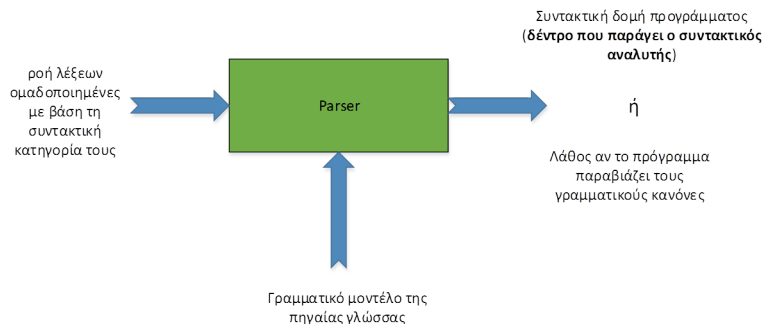 Συντακτική δομή προγράμματος
(δέντρο που παράγει ο συντακτικός
αναλυτής)
ροή λέξεων
ομαδοποιημένες
με βάση τη
συντακτική
κατηγορία τους
Parser
ή
Λάθος αν το πρόγραμμα
παραβιάζει τους
γραμματικούς κανόνες
Γραμματικό μοντέλο της
πηγαίας γλώσσας